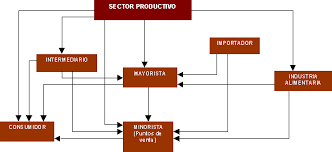 SECTOR PRODUCTIVO
IMPORTADOR
INTERMEDIARIO
MAYORISTA
INDUSTRIA
ALIMENTARIA
CONSUMIDOR
MINORISTA
(Puntos de
venta )